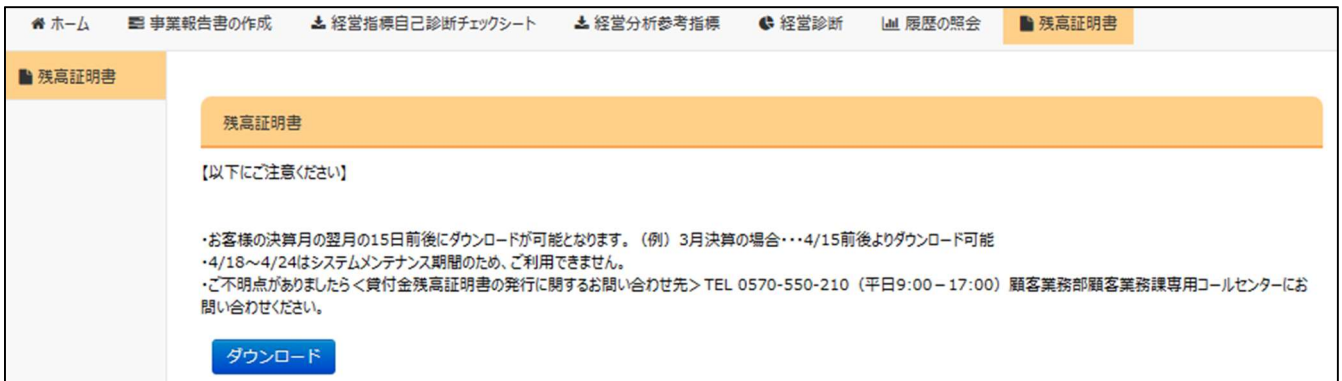 ホーム 事業報告書の作成 経営指標自己診断チェックシート 経営分析参考指標 経営診断 履歴の照会 残高証明書
残高証明書
残高証明書
【以下にご注意ください】
・お客様の決算月の翌月の15日前後にダウンロードが可能となります。（例）3月決算の場合・・・4/15前後よりダウンロード可能
・4/18～4/24はシステムメンテナンス期間のため、ご利用できません。
・ご不明点がありましたら＜貸付金残高証明書の発行に関するお問い合わせ先＞TEL 0570-550-210（平日9:00－17:00）顧客業務部顧客業務課専用コールセンターにお
問い合わせください。
ダウンロード